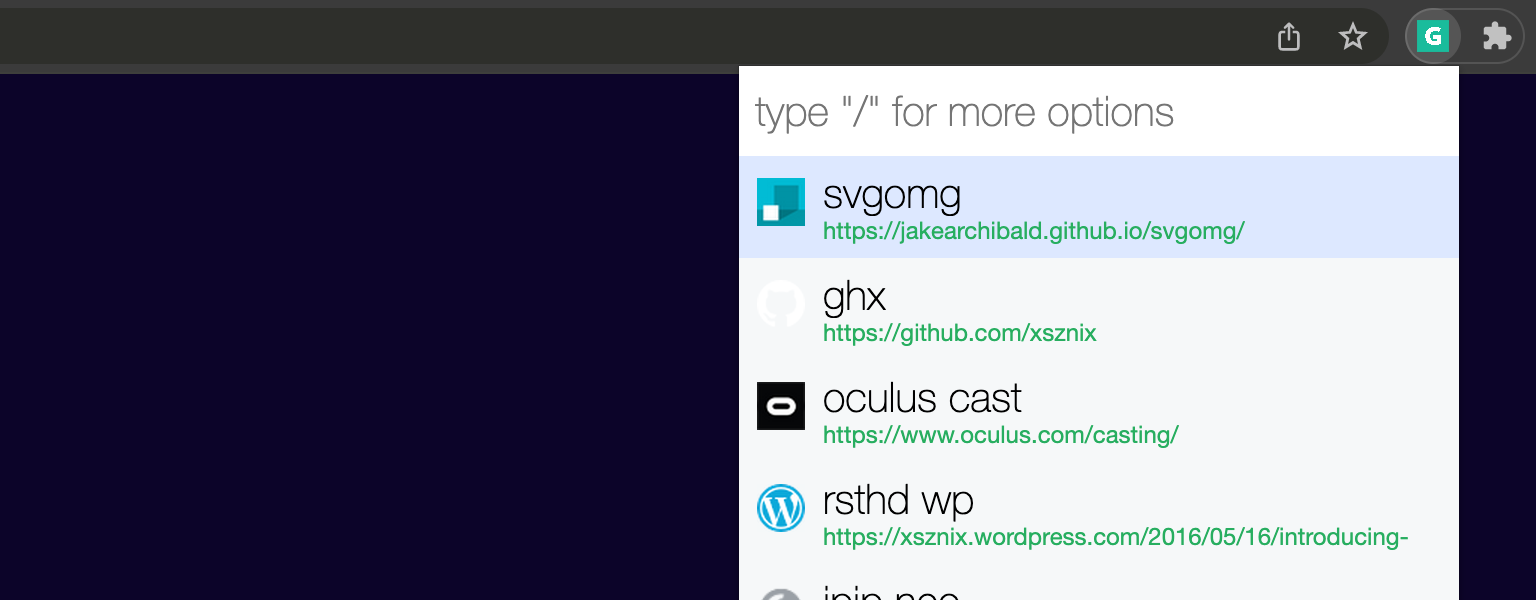 G
type "/" for more options
svgomg
https://jakearchibald.github.io/svgomg/
ghx
https://github.com/xsznix
oculus cast
https://www.oculus.com/casting/
rsthd wp
https://xsznix.wordpress.com/2016/05/16/introducing-